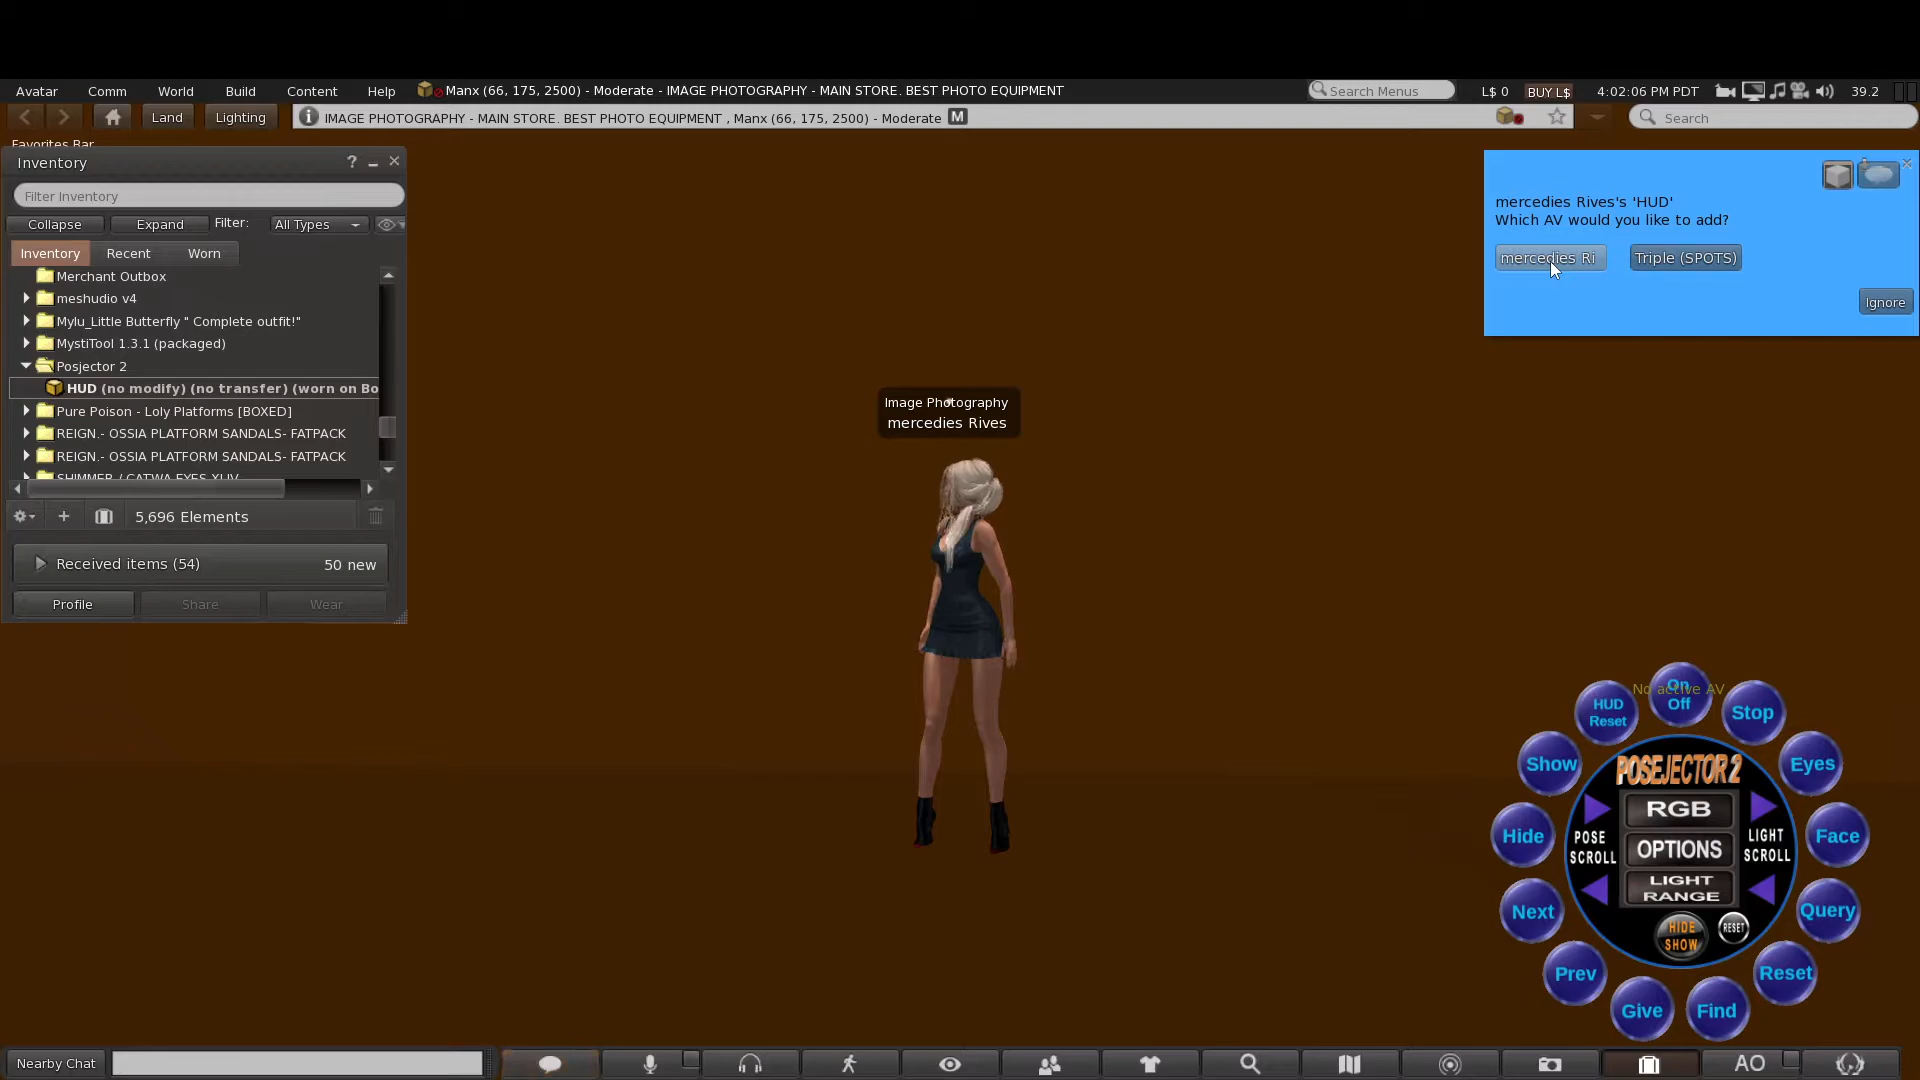 Avatar Comm World Build Content Help Manx (66, 175, 2500) - Moderate - IMAGE PHOTOGRAPHY - MAIN STORE. BEST PHOTO EQUIPMENT Search Menus L$ 0 BUY L$ 4:02:06 PM PDT 39.2
Land Lighting IMAGE PHOTOGRAPHY - MAIN STORE. BEST PHOTO EQUIPMENT , Manx (66, 175, 2500) - Moderate M Search
Favorites Bar
Inventory ?
Filter Inventory
Collapse Expand Filter: All Types
Inventory Recent Worn
Merchant Outbox
meshudio v4
Mylu_Little Butterfly " Complete outfit!"
MystiTool 1.3.1 (packaged)
Posjector 2
HUD (no modify) (no transfer) (worn on Bo
Pure Poison - Loly Platforms [BOXED]
REIGN.- OSSIA PLATFORM SANDALS- FATPACK
REIGN.- OSSIA PLATFORM SANDALS- FATPACK
SHIMMER / CATWA EYES XLIV
5,696 Elements
Received items (54) 50 new
Profile Share Wear
mercedies Rives's 'HUD'
Which AV would you like to add?
mercedies Ri Triple (SPOTS)
Ignore
Image Photography
mercedies Rives
No active AV
On
Off
HUD
Reset
Stop
Show
Eyes
POSEJECTOR 2
RGB
Hide
POSE
SCROLL
OPTIONS
LIGHT
SCROLL
Face
LIGHT
RANGE
Next
HIDE
SHOW
RESET
Query
Prev
Reset
Give
Find
Nearby Chat
AO